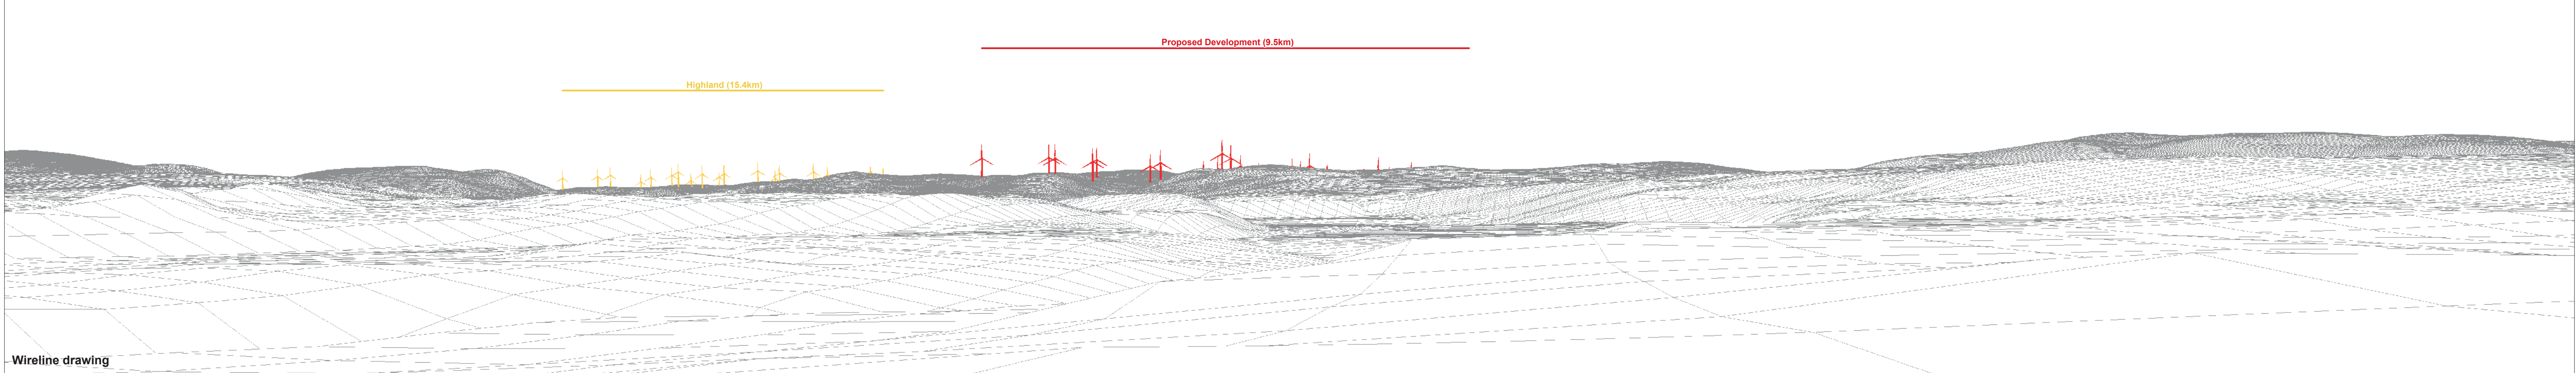 Proposed Development (9.5km)
Highland (15.4km)
Wireline drawing